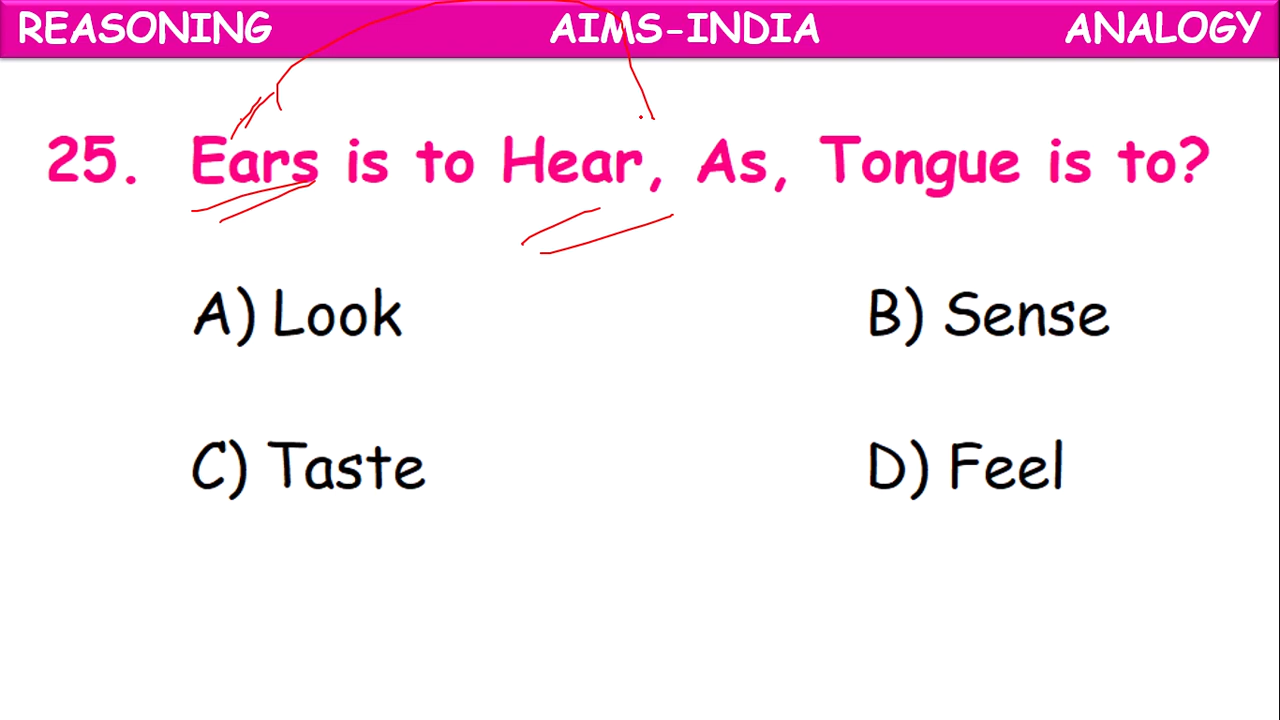 REASONING AIMS-INDIA ANALOGY
25. Ears is to Hear, As, Tongue is to?
A) Look B) Sense
C) Taste D) Feel